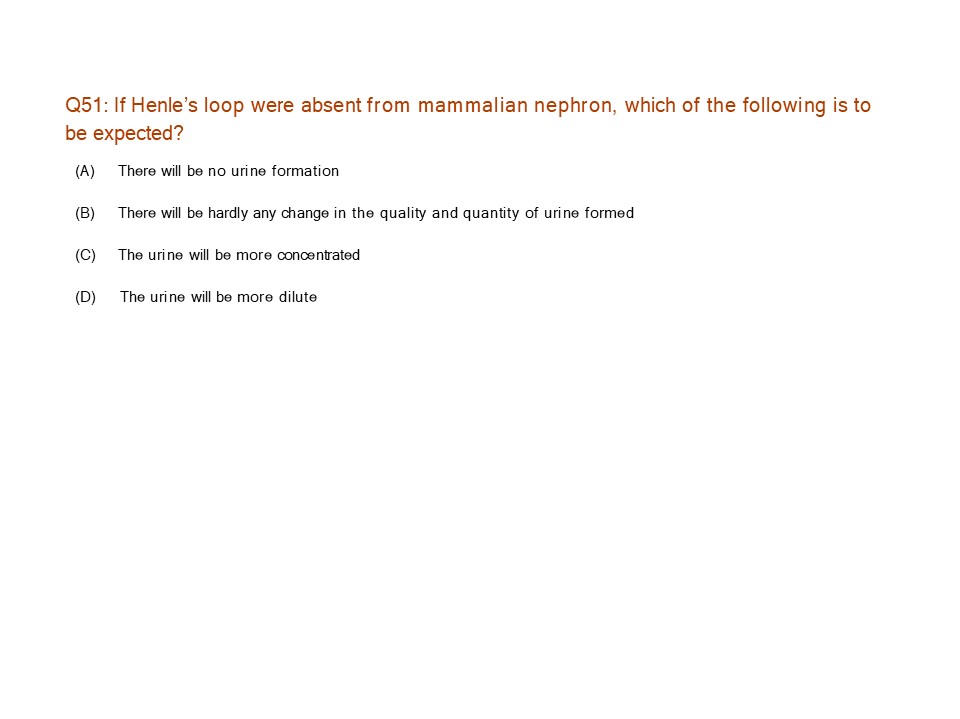 Q51: If Henle’s loop were absent from mammalian nephron, which of the following is to
be expected?
(A) There will be no urine formation
(B) There will be hardly any change in the quality and quantity of urine formed
(C) The urine will be more concentrated
(D) The urine will be more dilute